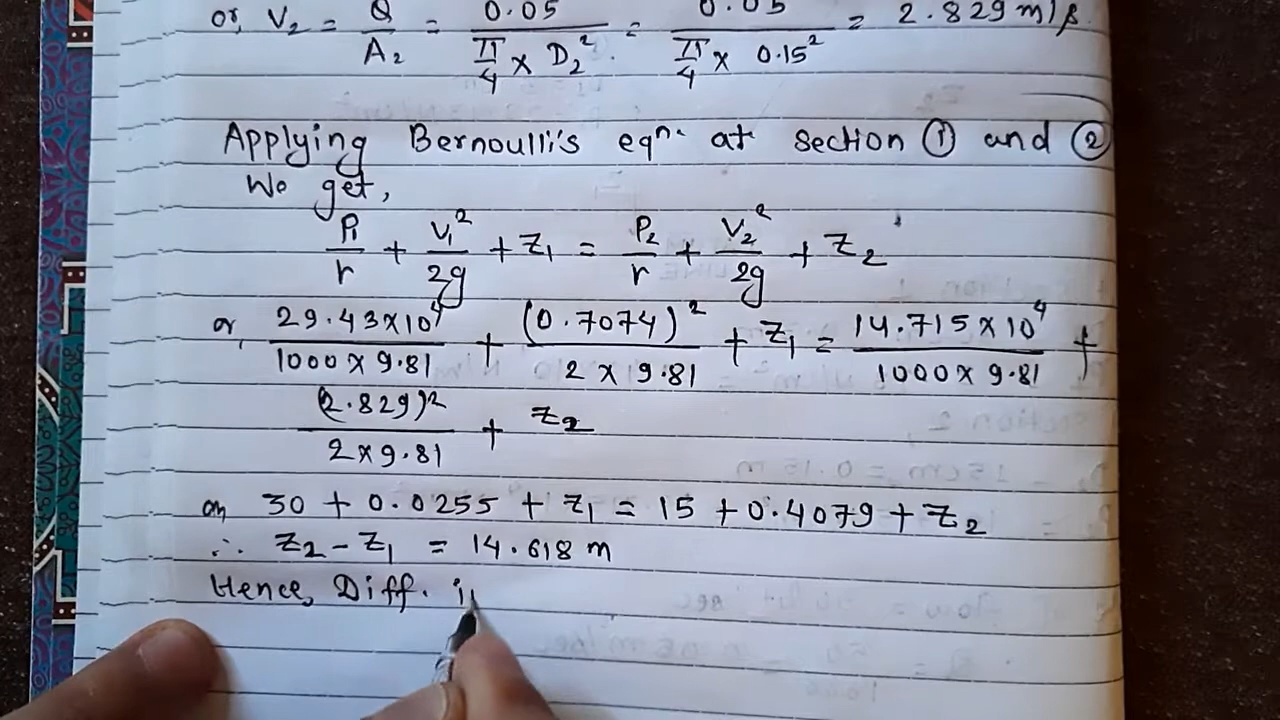 or, V₂ = Q/A₂ = 0.05/(π/4 × D₂²) = 0.05/(π/4 × 0.15²) = 2.829 m/s.
Applying Bernoulli's eqn. at section ① and ②
We get,
P₁/r + V₁²/2g + Z₁ = P₂/r + V₂²/2g + Z₂
or, 29.43×10⁴/(1000 × 9.81) + (0.7074)²/(2 × 9.81) + Z₁ = 14.715×10⁴/(1000× 9.81) +
(2.829)²/(2×9.81) + Z₂
or, 30 + 0.0255 + Z₁ = 15 + 0.4079 + Z₂
∴ Z₂ – Z₁ = 14.618 m
Hence, Diff. i